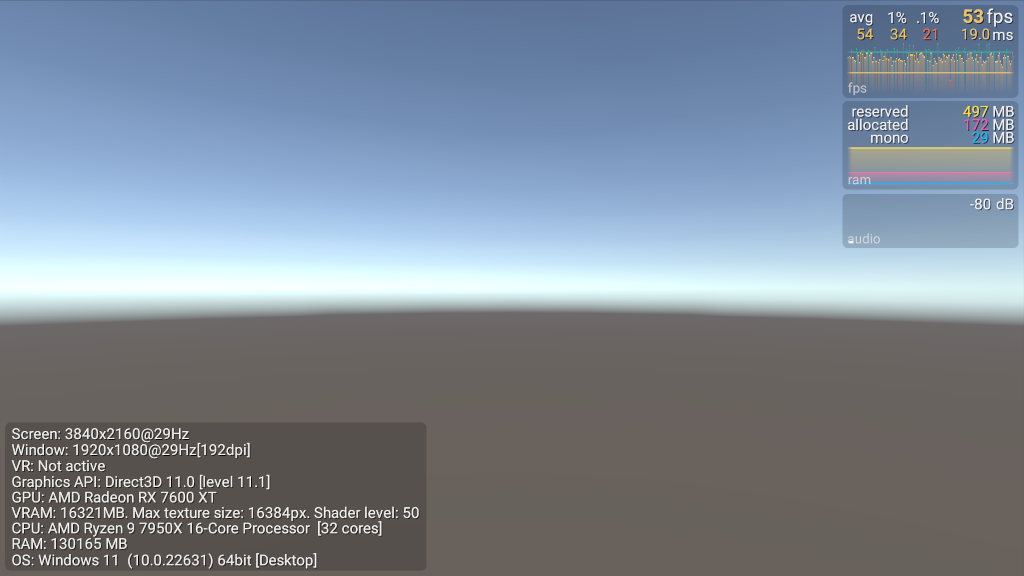 avg 1% .1% 53 fps
54 34 21 19.0 ms
fps
reserved 497 MB
allocated 172 MB
mono 29 MB
ram
-80 dB
audio
Screen: 3840x2160@29Hz
Window: 1920x1080@29Hz[192dpi]
VR: Not active
Graphics API: Direct3D 11.0 [level 11.1]
GPU: AMD Radeon RX 7600 XT
VRAM: 16321MB. Max texture size: 16384px. Shader level: 50
CPU: AMD Ryzen 9 7950X 16-Core Processor [32 cores]
RAM: 130165 MB
OS: Windows 11 (10.0.22631) 64bit [Desktop]